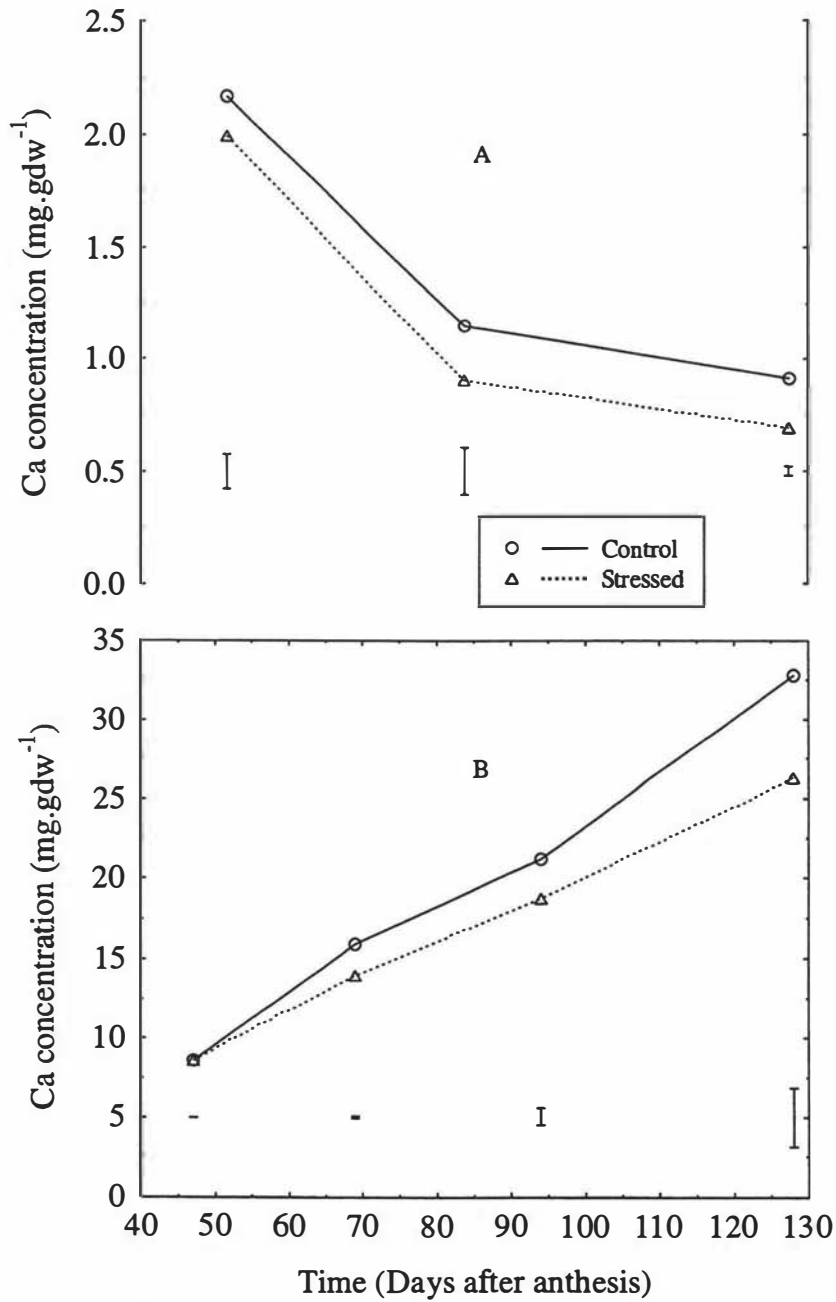 2.5
2.0
1.5
1.0
0.5
0.0
Ca concentration (mg.gdw⁻¹)
A
Control
Stressed
35
30
25
20
15
10
5
0
Ca concentration (mg.gdw⁻¹)
B
40 50 60 70 80 90 100 110 120 130
Time (Days after anthesis)